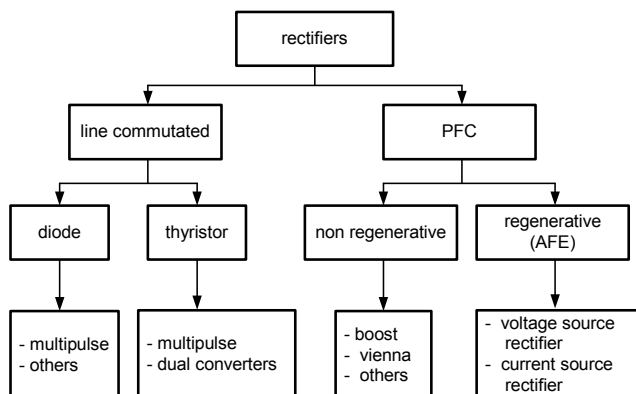 rectifiers
line commutated
PFC
diode
thyristor
non regenerative
regenerative
(AFE)
- multipulse
- others
- multipulse
- dual converters
- boost
- vienna
- others
- voltage source
rectifier
- current source
rectifier